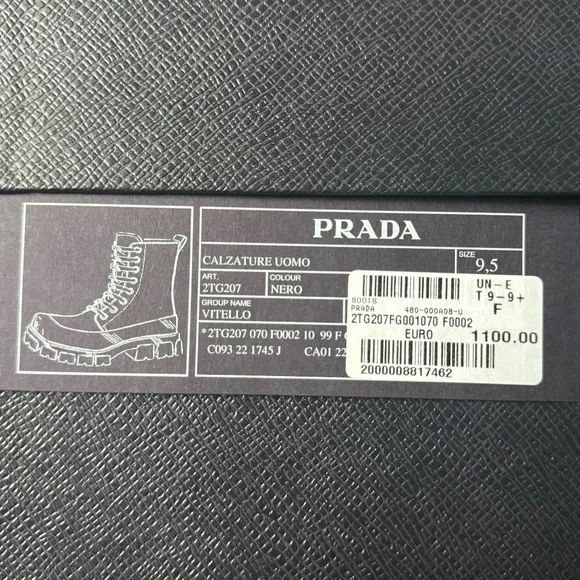 PRADA
CALZATURE UOMO
SIZE
9,5
ART.
2TG207
COLOUR
NERO
GROUP NAME
VITELLO
*2TG207 070 F0002 10 99 F
C093 22 1745 J CA01 22
UN-E
T9-9+
F
BOOTS
PRADA 480-000A08-U
2TG207FG001070 F0002
EURO 1100.00
2000008817462